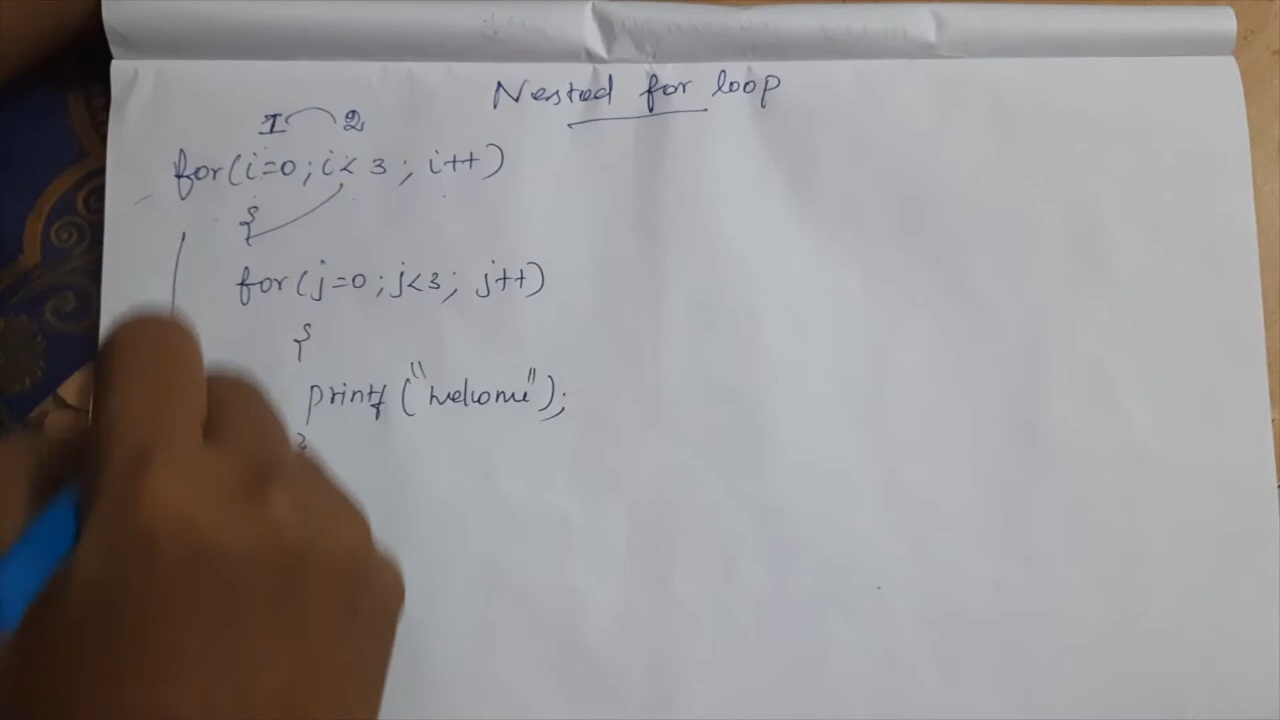 Nested for loop
I 2
for(i=0; i<3; i++)
{
for(j=0; j<3; j++)
{
printf("welcome");
}